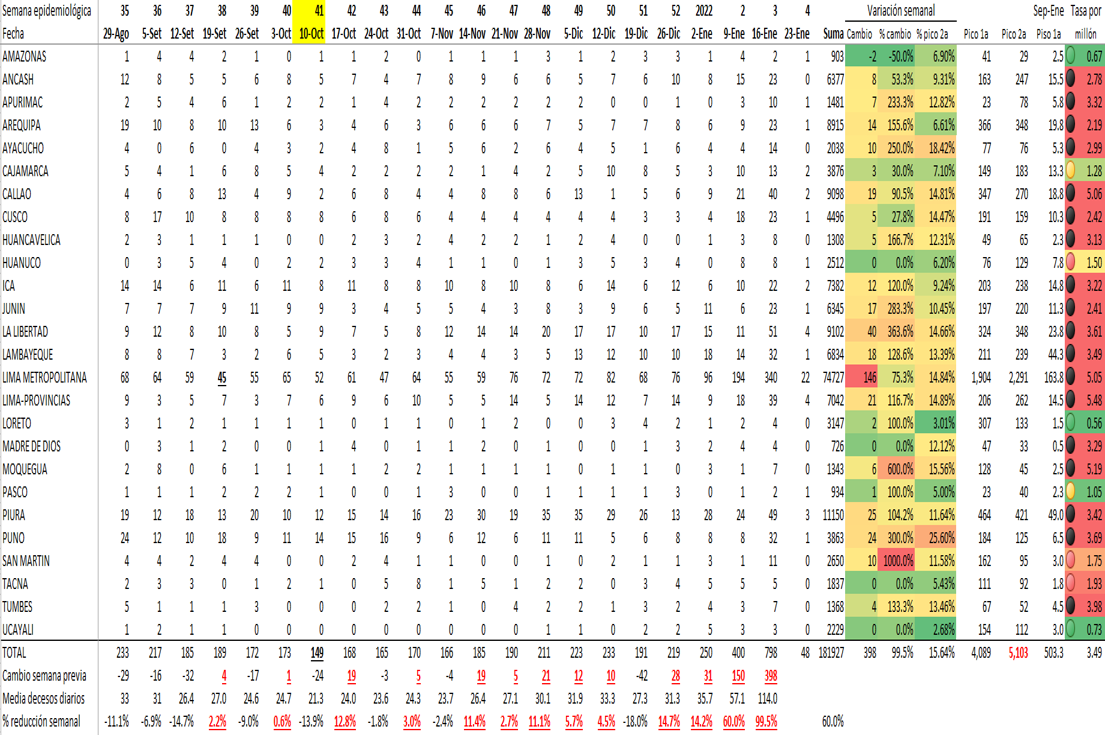 Semana epidemiológica 35 36 37 38 39 40 41 42 43 44 45 46 47 48 49 50 51 52 2022 2 3 4 Variación semanal Sep-Ene Tasa por
Fecha 29-Ago 5-Set 12-Set 19-Set 26-Set 3-Oct 10-Oct 17-Oct 24-Oct 31-Oct 7-Nov 14-Nov 21-Nov 28-Nov 5-Dic 12-Dic 19-Dic 26-Dic 2-Ene 9-Ene 16-Ene 23-Ene Suma Cambio % cambio % pico 2a Pico 1a Pico 2a Piso 1a millón
AMAZONAS 1 4 4 2 1 0 1 1 1 0 1 1 1 3 1 2 3 3 1 4 2 1 903 -2 -50.0% 6.90% 41 29 2.5 0.67
ANCASH 12 8 5 5 6 8 5 7 4 7 8 9 6 6 5 7 6 10 8 15 23 0 6377 8 53.3% 9.31% 163 247 15.5 2.78
APURIMAC 2 5 4 6 1 2 2 1 4 2 2 2 2 2 2 0 0 1 0 3 10 1 1481 7 233.3% 12.82% 23 78 5.8 3.32
AREQUIPA 19 10 8 10 13 6 3 4 6 3 6 6 6 7 5 7 7 8 6 9 23 1 8915 14 155.6% 6.61% 366 348 19.8 2.19
AYACUCHO 4 0 6 0 4 3 2 4 8 1 5 6 2 6 4 5 1 6 4 4 14 0 2038 10 250.0% 18.42% 77 76 5.3 2.99
CAJAMARCA 5 4 1 6 8 5 4 2 2 2 2 1 4 2 5 10 8 5 3 10 13 2 3876 3 30.0% 7.10% 149 183 13.3 1.28
CALLAO 4 6 8 13 4 9 2 6 8 4 4 8 8 6 13 1 5 6 9 21 40 2 9098 19 90.5% 14.81% 347 270 18.8 5.06
CUSCO 8 17 10 8 8 8 8 6 8 6 4 4 4 4 4 4 3 3 4 18 23 1 4496 5 27.8% 14.47% 191 159 10.3 2.42
HUANCAVELICA 2 3 1 1 1 0 0 2 3 2 4 2 2 1 2 4 0 0 1 3 8 0 1308 5 166.7% 12.31% 49 65 2.3 3.13
HUANUCO 0 3 5 4 0 2 2 3 3 4 1 1 0 1 3 5 3 4 0 8 8 1 2512 0 0.0% 6.20% 76 129 7.8 1.50
ICA 14 14 6 11 6 11 8 11 8 8 10 8 10 8 6 8 6 12 6 10 22 2 7382 12 120.0% 9.24% 203 238 14.8 3.22
JUNIN 7 7 7 9 11 9 9 3 4 5 5 4 3 8 3 9 6 5 11 6 23 1 6345 17 283.3% 10.45% 197 220 11.3 2.41
LA LIBERTAD 9 12 8 10 8 5 9 7 5 8 12 14 14 20 17 17 10 17 15 11 51 4 9102 40 363.6% 14.66% 324 348 23.8 3.61
LAMBAYEQUE 8 8 7 3 2 6 5 3 2 3 4 4 3 5 13 12 10 10 18 14 32 1 6834 18 128.6% 13.39% 211 239 44.3 3.49
LIMA METROPOLITANA 68 64 59 45 55 65 52 61 47 64 55 59 76 72 72 82 68 76 96 194 340 22 74727 146 75.3% 14.84% 1,904 2,291 163.8 5.05
LIMA-PROVINCIAS 9 3 5 7 3 7 6 9 6 10 5 5 14 5 14 12 7 14 9 18 39 4 7042 21 116.7% 14.89% 206 262 14.5 5.48
LORETO 3 1 2 1 1 1 1 1 1 0 0 1 2 0 0 3 4 2 1 2 4 0 3147 2 100.0% 3.01% 307 133 1.5 0.56
MADRE DE DIOS 0 3 1 0 0 1 1 4 0 1 1 2 1 0 0 0 1 3 2 4 4 0 726 0 0.0% 12.12% 47 33 0.5 3.29
MOQUEGUA 2 8 0 6 1 1 1 1 2 2 1 1 1 1 1 0 1 0 3 1 7 0 1343 6 600.0% 15.56% 128 45 2.5 5.19
PASCO 1 1 1 2 2 2 1 0 0 1 3 0 0 1 1 1 1 3 0 1 2 1 934 1 100.0% 5.00% 23 40 2.3 1.05
PIURA 19 12 18 13 20 10 12 15 14 16 23 30 19 35 35 29 26 13 28 24 49 3 11150 25 104.2% 11.64% 464 421 49.0 3.42
PUNO 24 12 10 18 9 11 14 15 16 9 6 12 6 11 11 5 6 8 8 8 32 1 3863 24 300.0% 25.60% 184 125 6.5 3.69
SAN MARTIN 4 4 2 4 4 0 2 4 1 1 0 1 1 0 0 2 1 1 3 1 11 0 2650 10 1000.0% 11.58% 162 95 3.0 1.75
TACNA 2 3 3 0 1 2 1 0 5 8 1 5 1 2 2 0 3 4 5 5 5 0 1837 0 0.0% 5.43% 111 92 1.8 1.93
TUMBES 5 1 1 1 3 0 0 0 2 2 1 0 4 2 2 1 3 2 4 3 7 0 1368 4 133.3% 13.46% 67 52 4.5 3.98
UCAYALI 1 2 1 1 0 0 0 0 0 0 0 0 0 1 1 0 2 2 5 3 3 0 2229 0 0.0% 2.68% 154 112 3.0 0.73
TOTAL 233 217 185 189 172 173 149 168 165 170 166 185 190 211 223 233 191 219 250 400 798 48 181927 398 99.5% 15.64% 4,089 5,103 503.3 3.49
Cambio semana previa -29 -16 -32 4 -17 1 -24 19 -3 5 -4 19 5 21 12 10 -42 28 31 150 398
Media decesos diarios 33 31 26.4 27.0 24.6 24.7 21.3 24.0 23.6 24.3 23.7 26.4 27.1 30.1 31.9 33.3 27.3 31.3 35.7 57.1 114.0
% reducción semanal -11.1% -6.9% -14.7% 2.2% -9.0% 0.6% -13.9% 12.8% -1.8% 3.0% -2.4% 11.4% 2.7% 11.1% 5.7% 4.5% -18.0% 14.7% 14.2% 60.0% 99.5% 60.0%